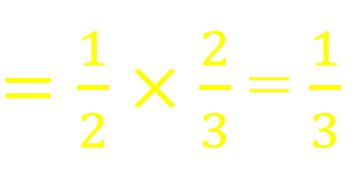 = 1/2 × 2/3 = 1/3